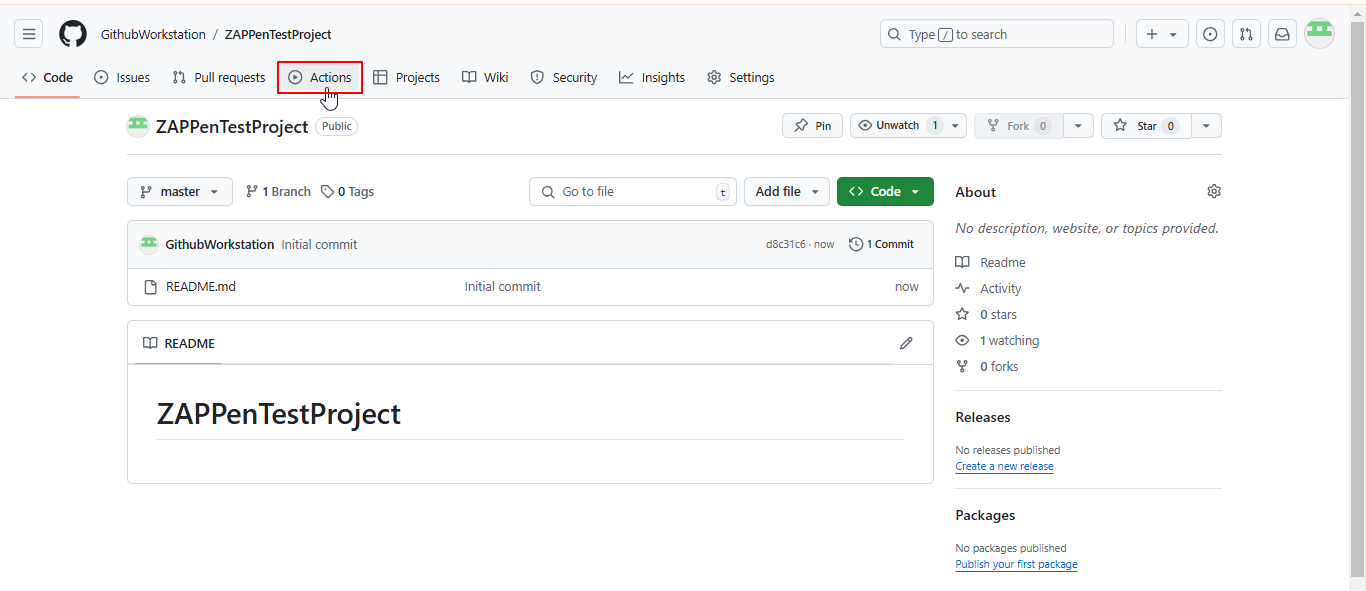 GithubWorkstation / ZAPPenTestProject
Type / to search
Code Issues Pull requests Actions Projects Wiki Security Insights Settings
ZAPPenTestProject Public
Pin Unwatch 1 Fork 0 Star 0
master 1 Branch 0 Tags Go to file t Add file Code
GithubWorkstation Initial commit d8c31c6 · now 1 Commit
README.md Initial commit now
README
ZAPPenTestProject
About
No description, website, or topics provided.
Readme
Activity
0 stars
1 watching
0 forks
Releases
No releases published
Create a new release
Packages
No packages published
Publish your first package